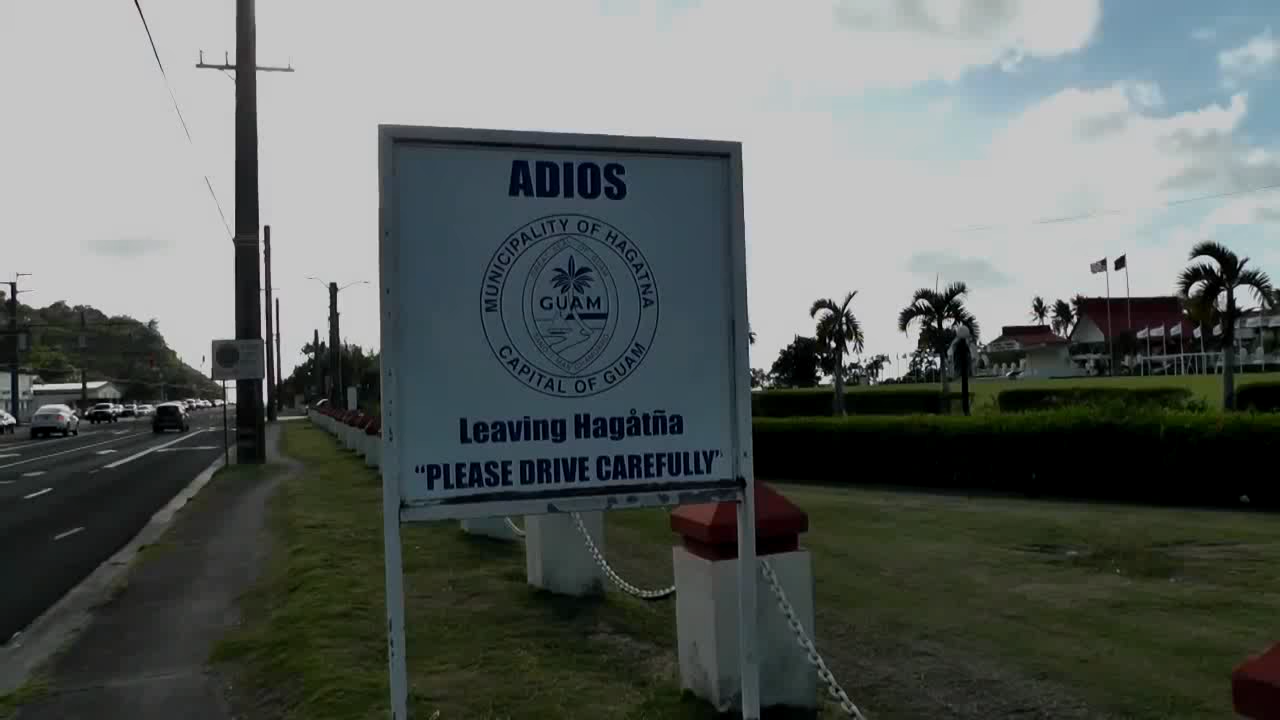 ADIOS
MUNICIPALITY OF HAGATNA
GUAM
CAPITAL OF GUAM
Leaving Hagåtña
“PLEASE DRIVE CAREFULLY”